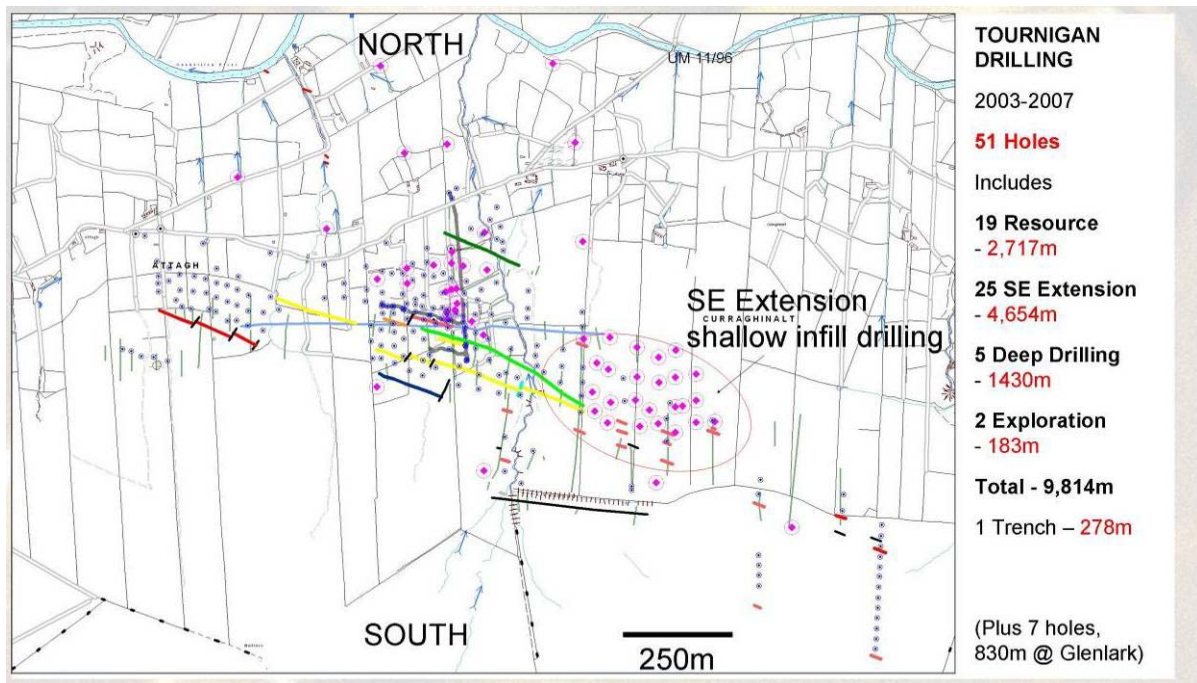 NORTH
UM 11/96
ATTAGH
SE Extension
CURRAGHINALT
shallow infill drilling
SOUTH
250m
TOURNIGAN
DRILLING
2003-2007
51 Holes
Includes
19 Resource
- 2,717m
25 SE Extension
- 4,654m
5 Deep Drilling
- 1430m
2 Exploration
- 183m
Total - 9,814m
1 Trench – 278m
(Plus 7 holes,
830m @ Glenlark)